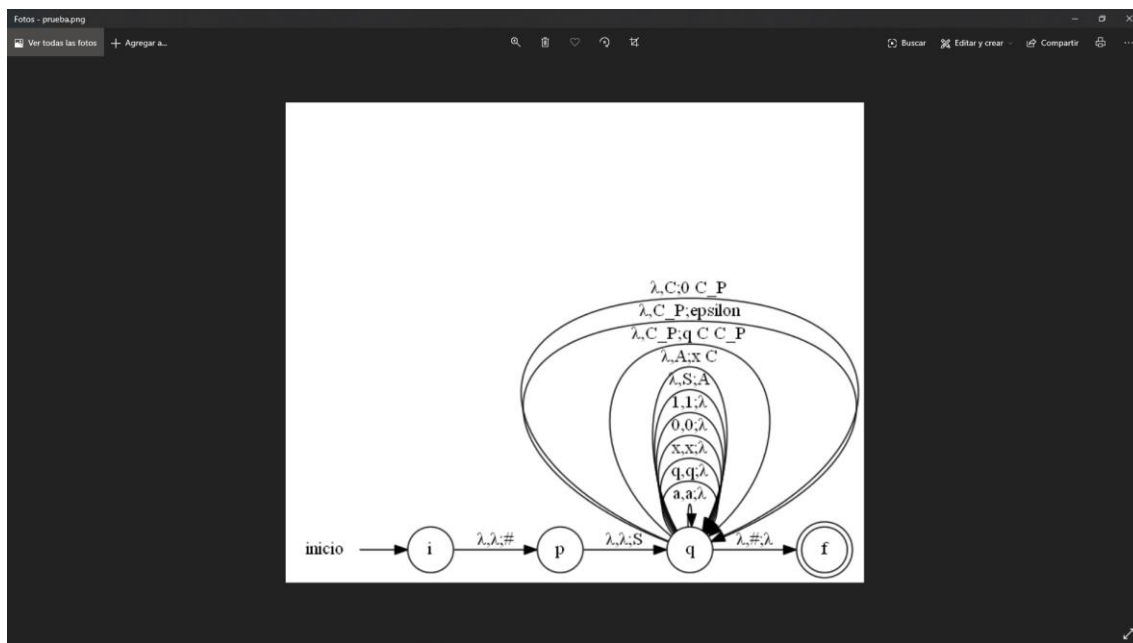 Fotos - prueba.png
Ver todas las fotos + Agregar a... Buscar Editar y crear Compartir
λ,C;0 C_P
λ,C_P;epsilon
λ,C_P;q C C_P
λ,A;x C
λ,S;A
1,1;λ
0,0;λ
x,x;λ
q,q;λ
a,a;λ
inicio i λ,λ;# p λ,λ;S q λ,#;λ f